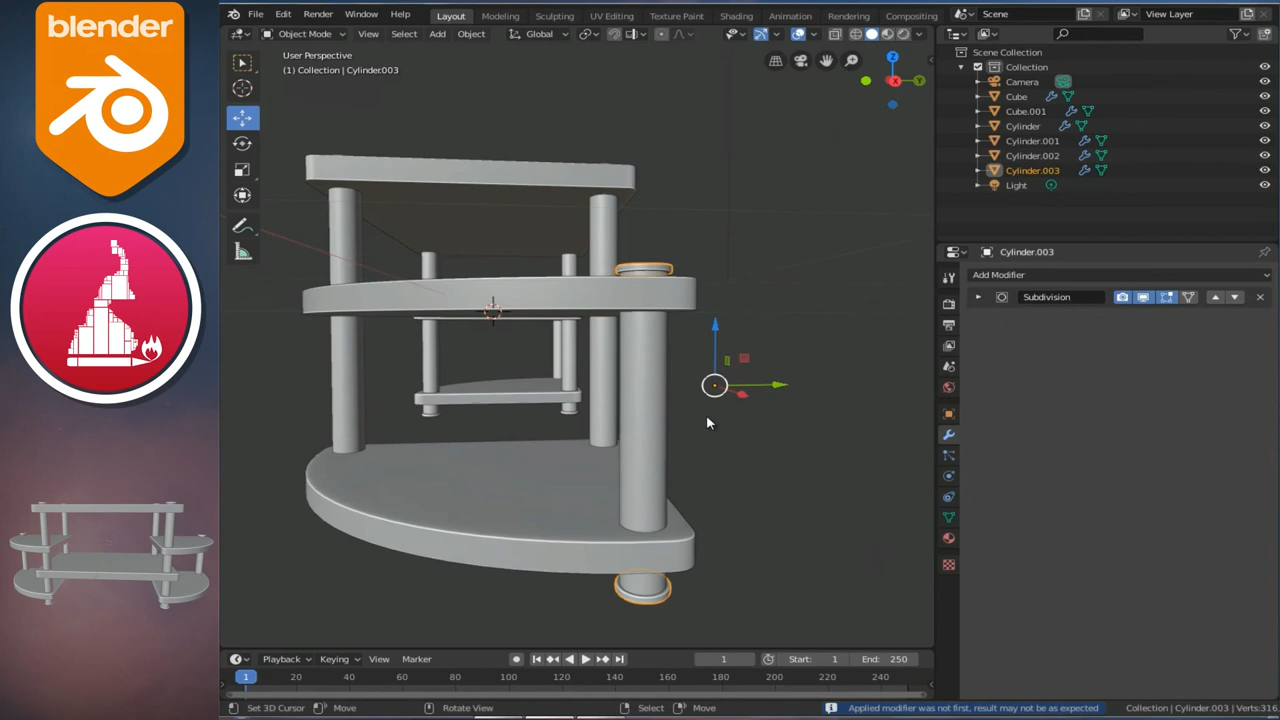 blender
File Edit Render Window Help
Layout Modeling Sculpting UV Editing Texture Paint Shading Animation Rendering Compositing
Scene
View Layer
Object Mode View Select Add Object
Global
User Perspective
(1) Collection | Cylinder.003
Z
Y
X
Scene Collection
Collection
Camera
Cube
Cube.001
Cylinder
Cylinder.001
Cylinder.002
Cylinder.003
Light
Cylinder.003
Add Modifier
Subdivision
Playback Keying View Marker
1
Start: 1
End: 250
1 20 40 60 80 100 120 140 160 180 200 220 240
Set 3D Cursor Move Rotate View Select Move
Applied modifier was not first, result may not be as expected
Collection | Cylinder.003 | Verts:316,